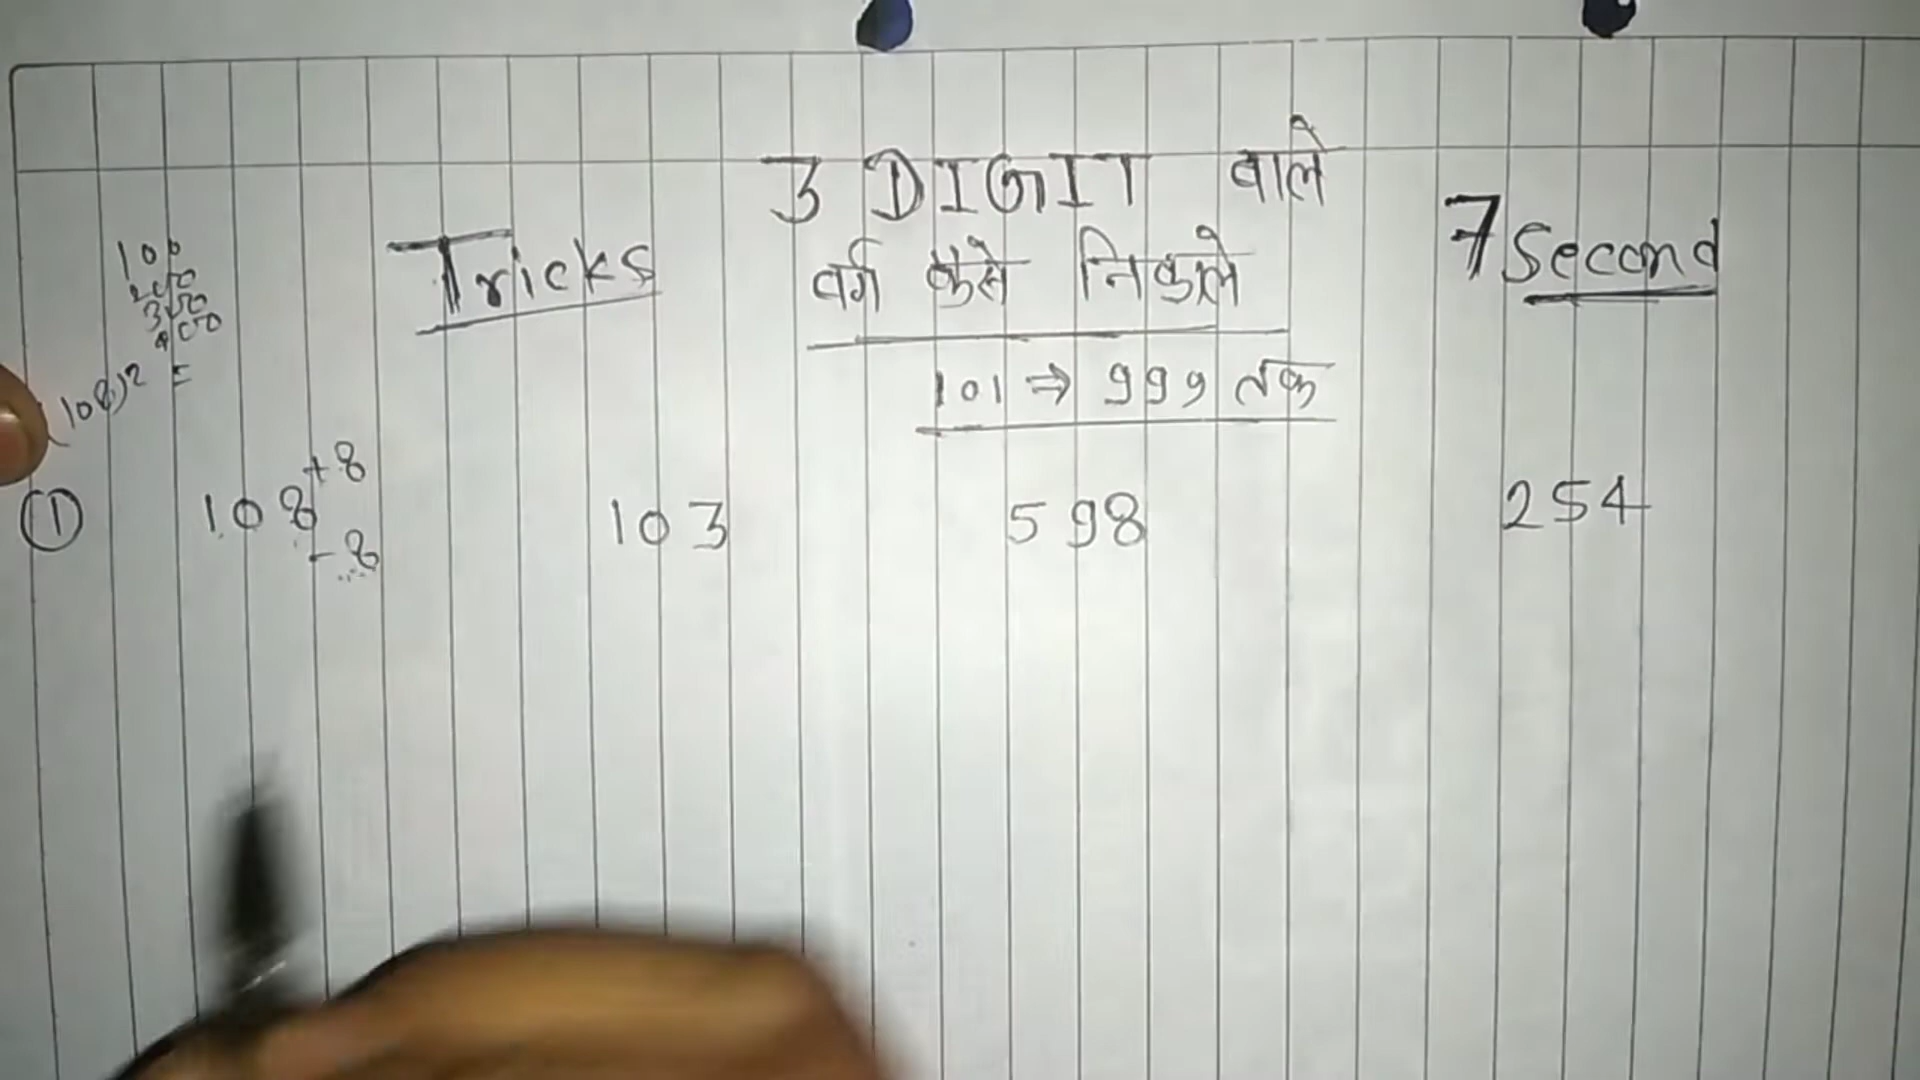 3 DIGIT वाले
Tricks वर्ग कैसे निकाले 7 Second
101 ⇒ 999 तक
100
200
300
400
(108)² =
① 108 +8 -8 103 598 254